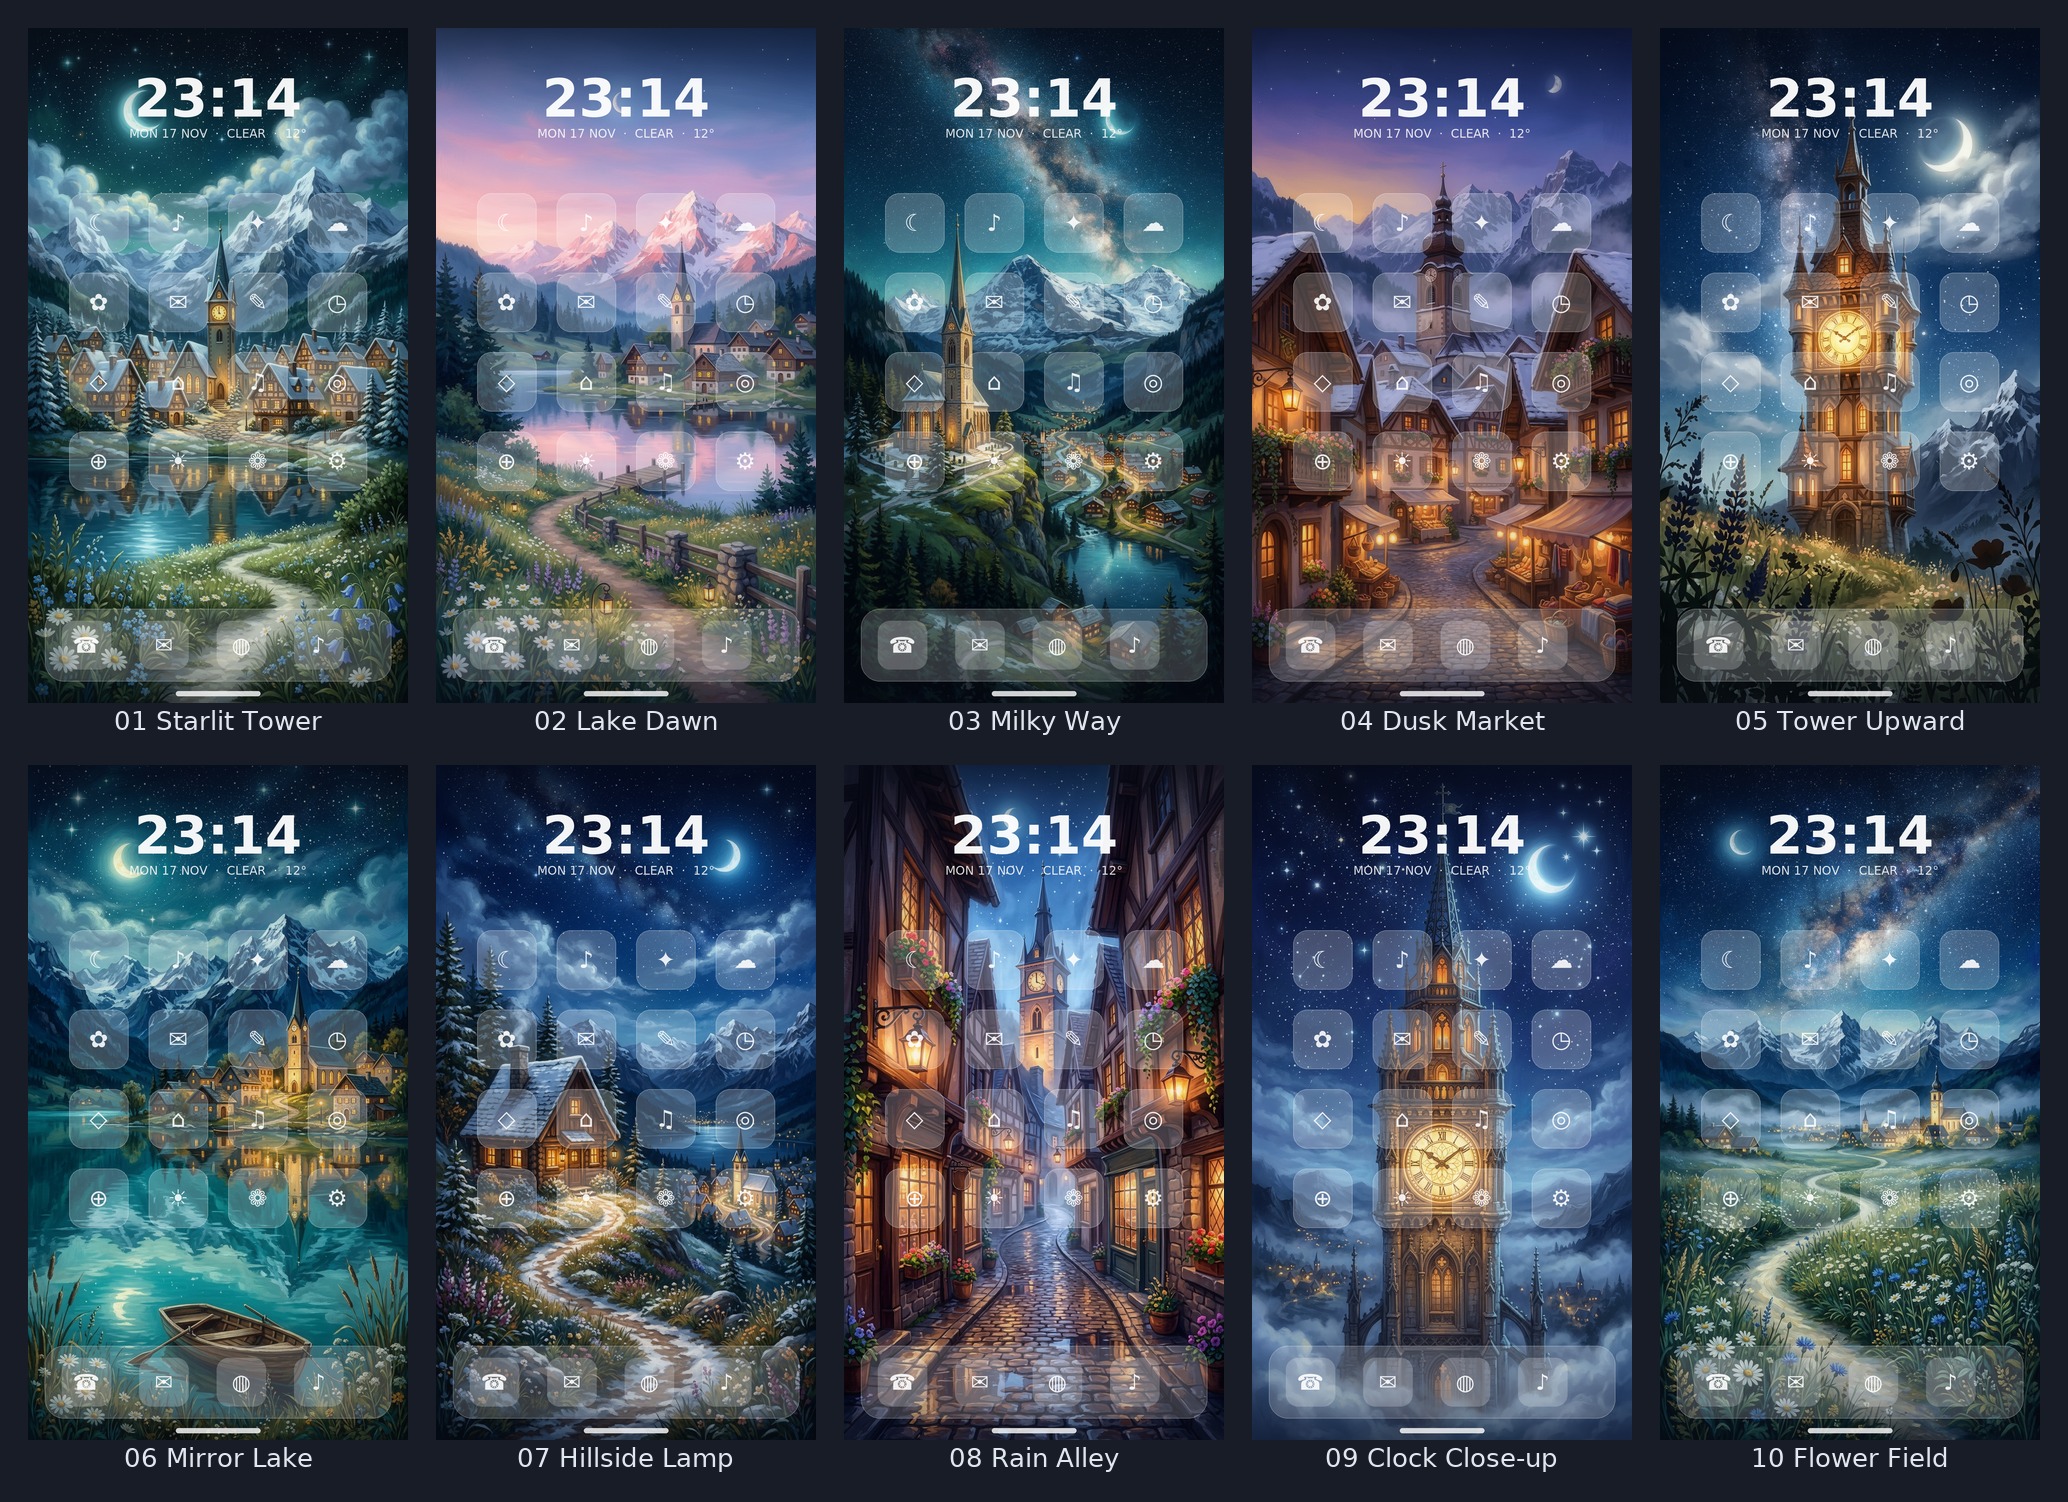 23:14
MON 17 NOV · CLEAR · 12°
01 Starlit Tower
23:14
MON 17 NOV · CLEAR · 12°
02 Lake Dawn
23:14
MON 17 NOV · CLEAR · 12°
03 Milky Way
23:14
MON 17 NOV · CLEAR · 12°
04 Dusk Market
23:14
MON 17 NOV · CLEAR · 12°
05 Tower Upward
23:14
MON 17 NOV · CLEAR · 12°
06 Mirror Lake
23:14
MON 17 NOV · CLEAR · 12°
07 Hillside Lamp
23:14
MON 17 NOV · CLEAR · 12°
08 Rain Alley
23:14
MON 17 NOV · CLEAR · 12°
09 Clock Close-up
23:14
MON 17 NOV · CLEAR · 12°
10 Flower Field